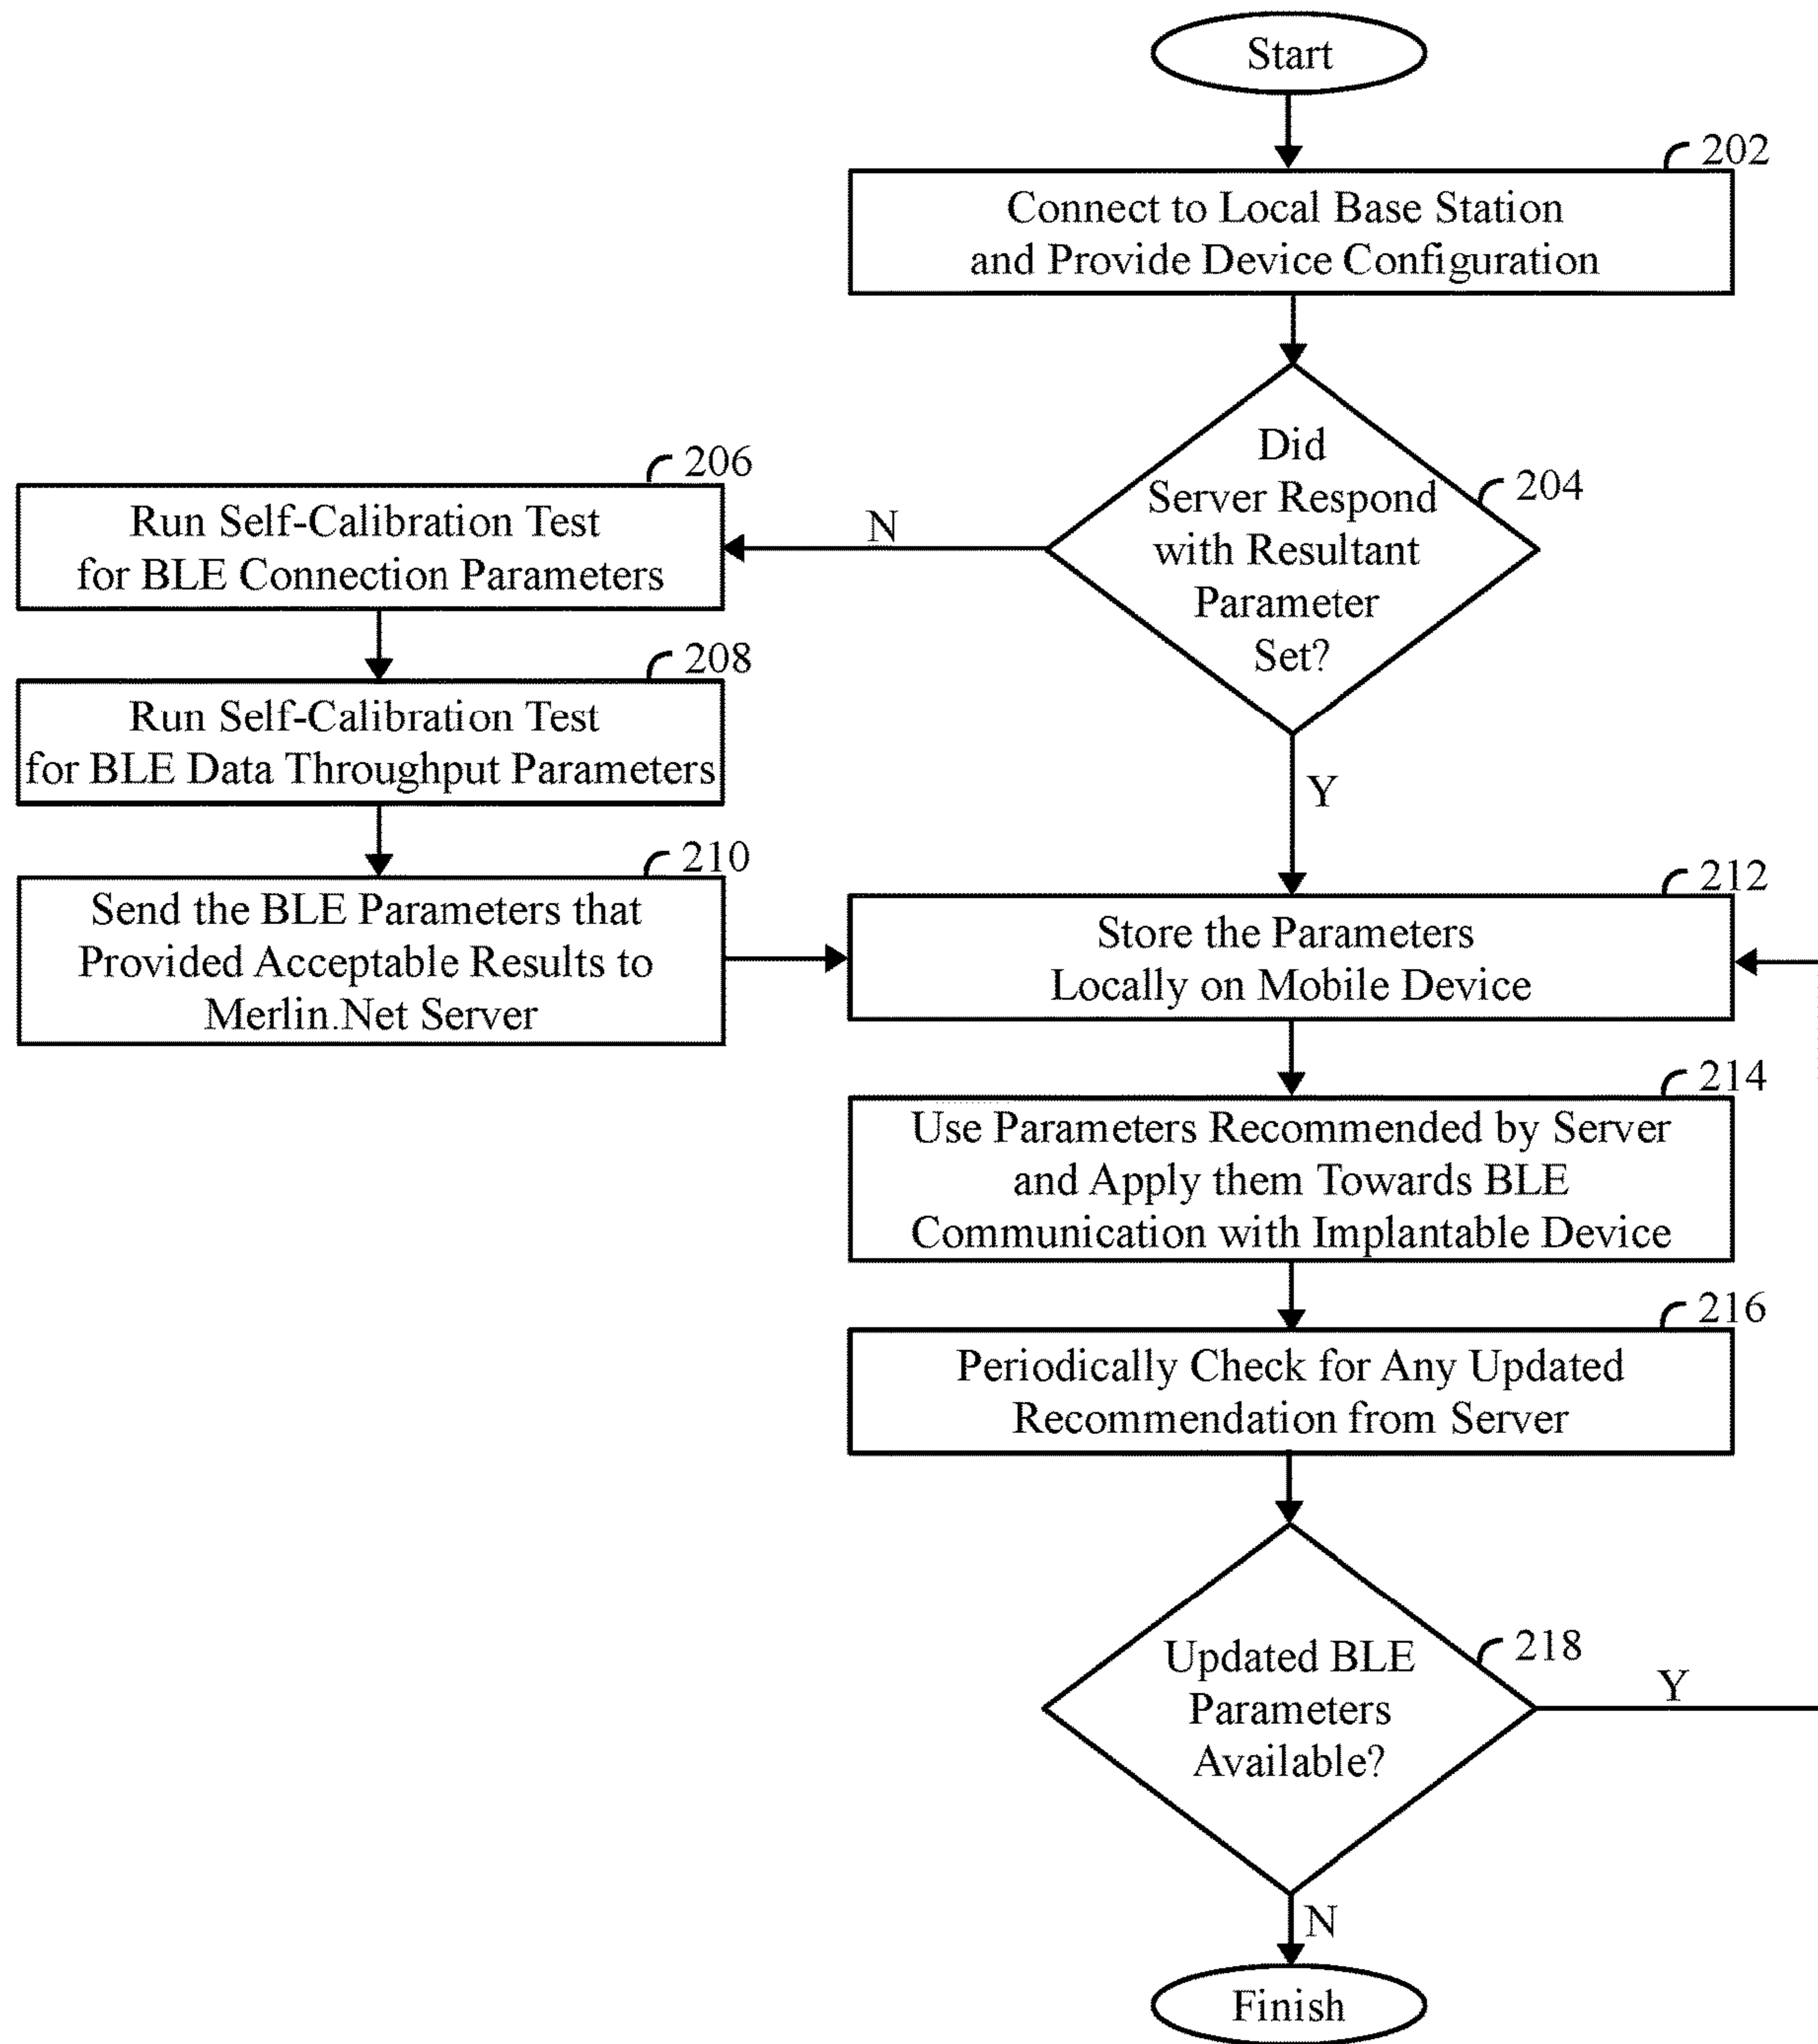 Start
202
Connect to Local Base Station
and Provide Device Configuration
Did
Server Respond
with Resultant
Parameter
Set?
204
N
206
Run Self-Calibration Test
for BLE Connection Parameters
208
Run Self-Calibration Test
for BLE Data Throughput Parameters
210
Send the BLE Parameters that
Provided Acceptable Results to
Merlin.Net Server
Y
212
Store the Parameters
Locally on Mobile Device
214
Use Parameters Recommended by Server
and Apply them Towards BLE
Communication with Implantable Device
216
Periodically Check for Any Updated
Recommendation from Server
218
Updated BLE
Parameters
Available?
Y
N
Finish